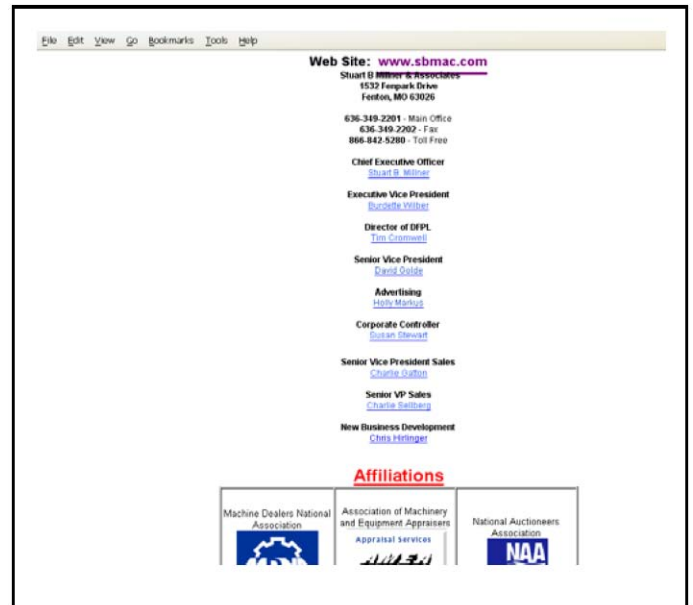 File Edit View Go Bookmarks Tools Help
Web Site: www.sbmac.com
Stuart B Millner & Associates
1532 Fenpark Drive
Fenton, MO 63026
636-349-2201 - Main Office
636-349-2202 - Fax
866-842-5280 - Toll Free
Chief Executive Officer
Stuart B. Millner
Executive Vice President
Burdette Wilber
Director of DFPL
Tim Cromwell
Senior Vice President
David Golde
Advertising
Holly Markus
Corporate Controller
Susan Stewart
Senior Vice President Sales
Charlie Gatton
Senior VP Sales
Charlie Sellberg
New Business Development
Chris Hirlinger
Affiliations
Machine Dealers National
Association
Association of Machinery
and Equipment Appraisers
Appraisal Services
AMEA
National Auctioneers
Association
NAA